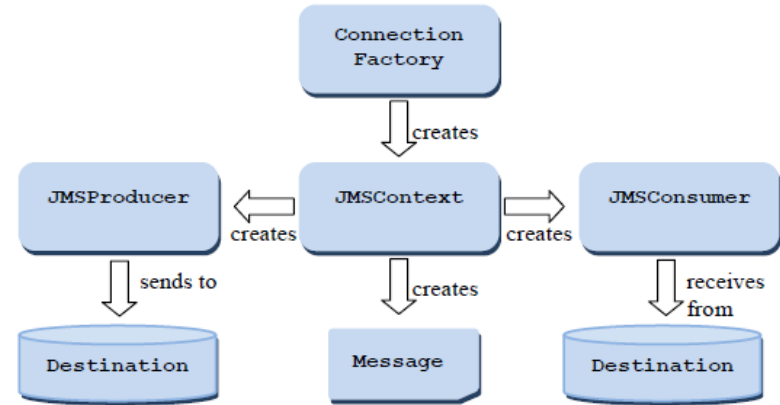 Connection
Factory
creates
JMSProducer
JMSContext
JMSConsumer
creates
creates
sends to
creates
receives
from
Destination
Message
Destination